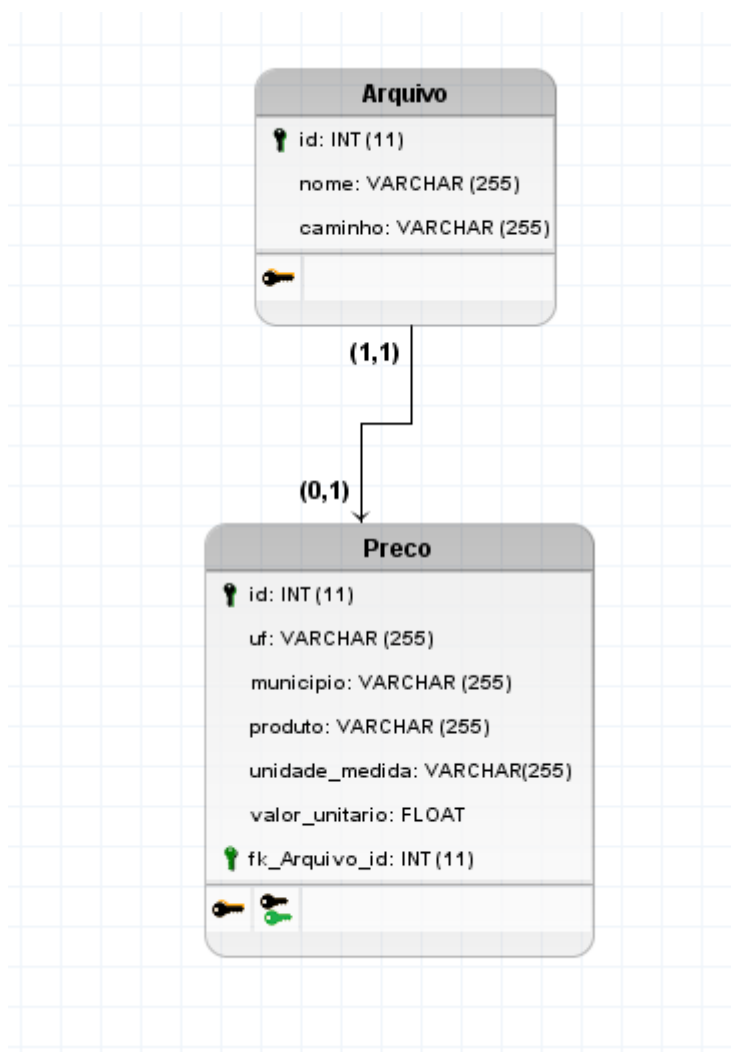 Arquivo
id: INT (11)
nome: VARCHAR (255)
caminho: VARCHAR (255)
(1,1)
(0,1)
Preco
id: INT (11)
uf: VARCHAR (255)
municipio: VARCHAR (255)
produto: VARCHAR (255)
unidade_medida: VARCHAR(255)
valor_unitario: FLOAT
fk_Arquivo_id: INT (11)